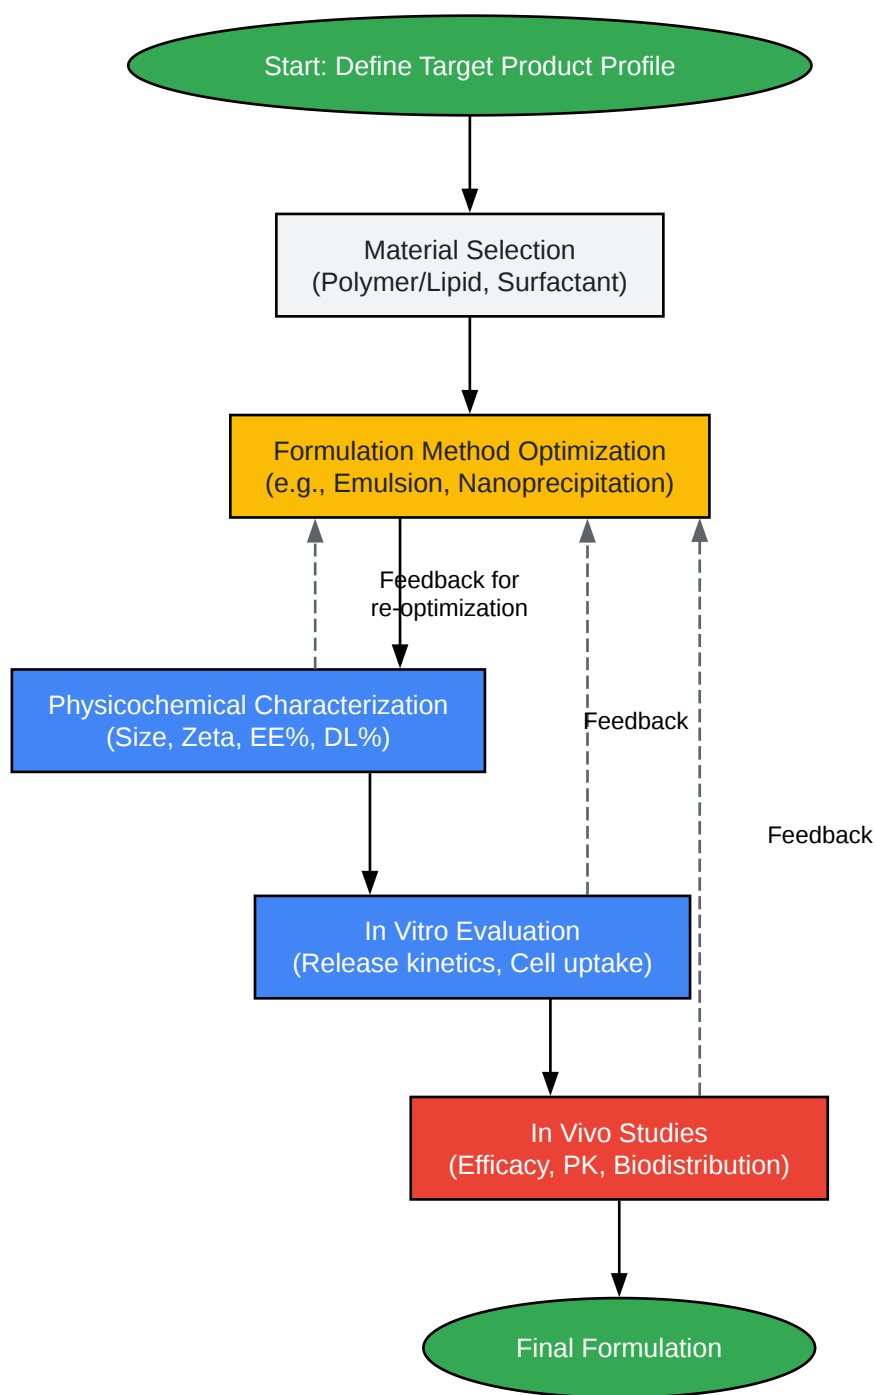 Start: Define Target Product Profile
Material Selection
(Polymer/Lipid, Surfactant)
Formulation Method Optimization
(e.g., Emulsion, Nanoprecipitation)
Feedback for
re-optimization
Physicochemical Characterization
(Size, Zeta, EE%, DL%)
Feedback
Feedback
In Vitro Evaluation
(Release kinetics, Cell uptake)
In Vivo Studies
(Efficacy, PK, Biodistribution)
Final Formulation